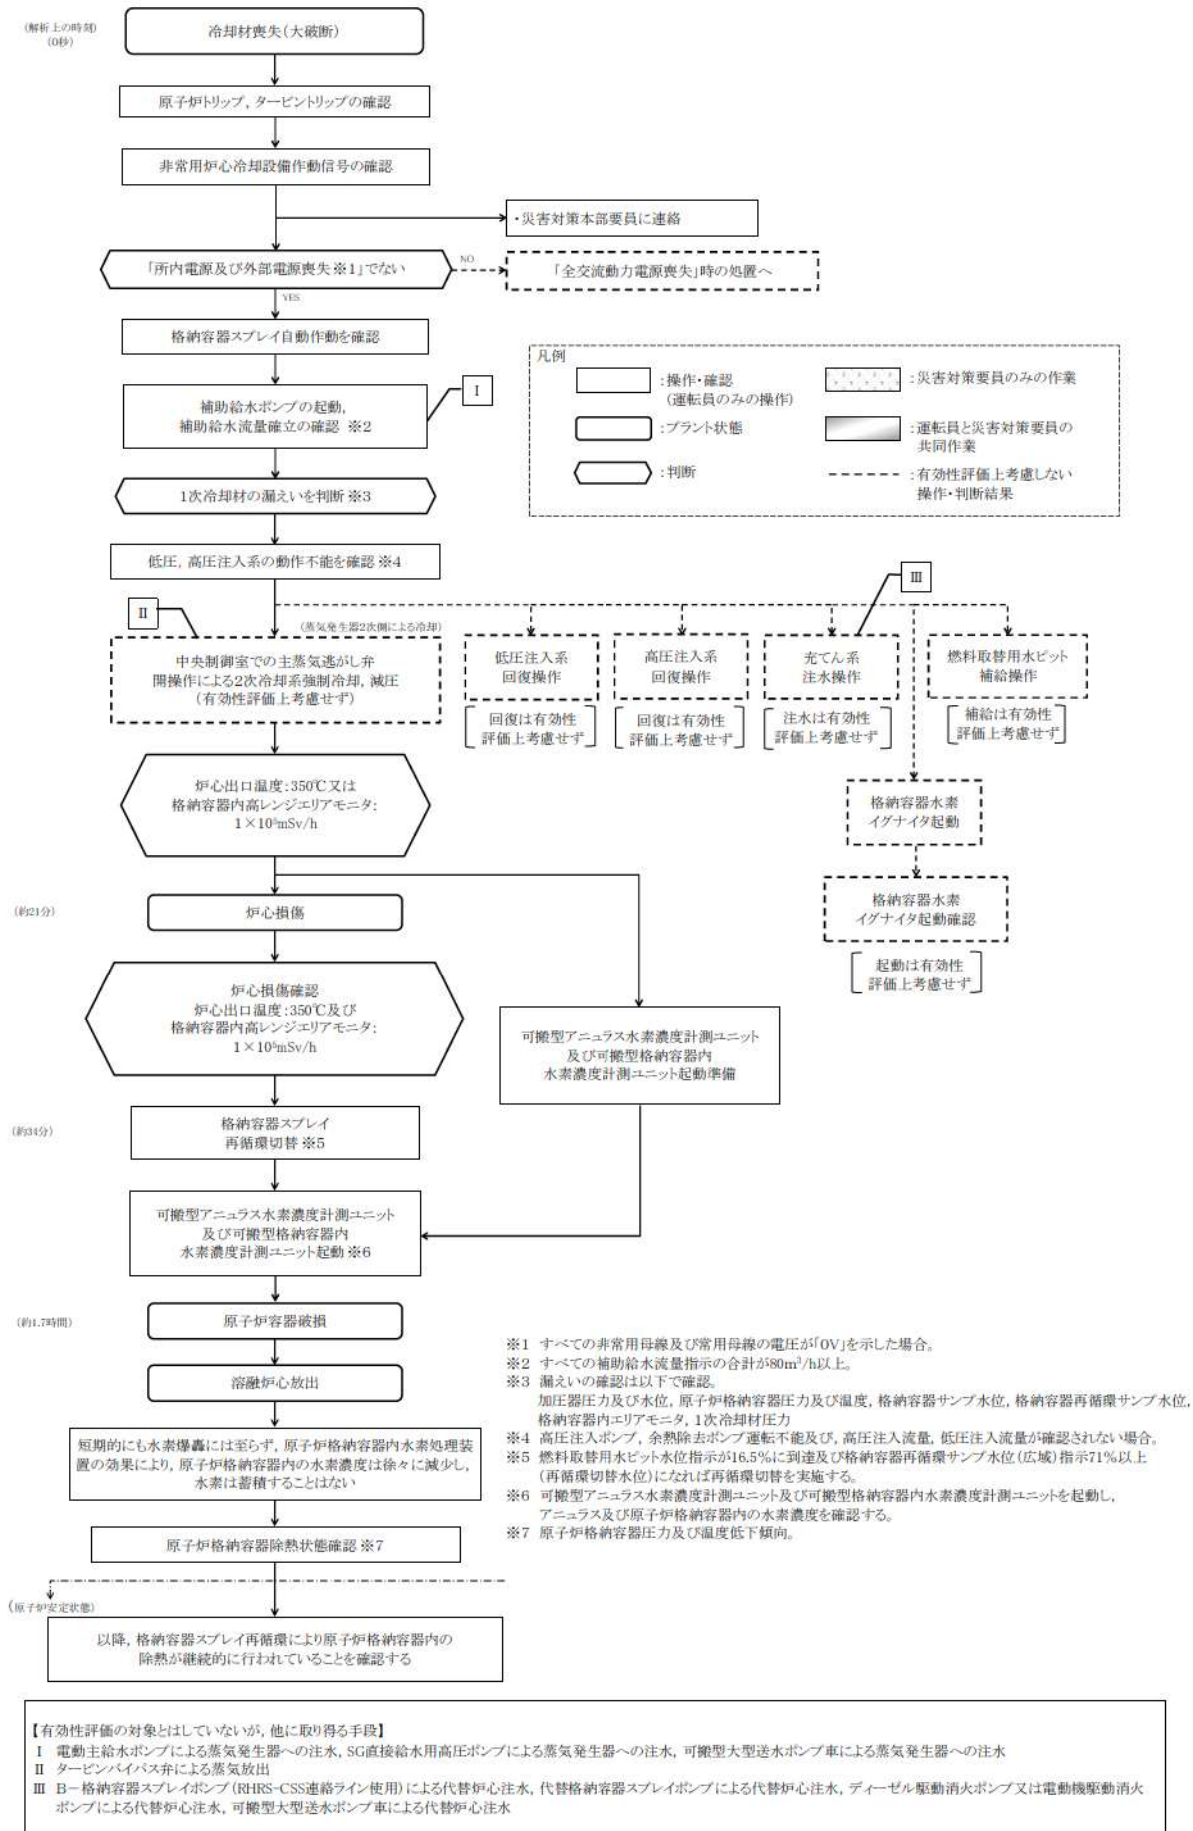 (解析上の時刻)
(0秒)
冷却材喪失(大破断)
原子炉トリップ, タービントリップの確認
非常用炉心冷却設備作動信号の確認
・災害対策本部要員に連絡
「所内電源及び外部電源喪失※1」でない
NO
「全交流動力電源喪失」時の処置へ
YES
格納容器スプレイ自動作動を確認
補助給水ポンプの起動,
補助給水流量確立の確認 ※2
I
凡例
:操作・確認
(運転員のみの操作)
:プラント状態
:判断
:災害対策要員のみの作業
:運転員と災害対策要員の
共同作業
:有効性評価上考慮しない
操作・判断結果
1次冷却材の漏えいを判断 ※3
低圧, 高圧注入系の動作不能を確認 ※4
II
III
(蒸気発生器2次側による冷却)
中央制御室での主蒸気逃がし弁
開操作による2次冷却系強制冷却, 減圧
(有効性評価上考慮せず)
低圧注入系
回復操作
回復は有効性
評価上考慮せず
高圧注入系
回復操作
回復は有効性
評価上考慮せず
充てん系
注水操作
注水は有効性
評価上考慮せず
燃料取替用水ピット
補給操作
補給は有効性
評価上考慮せず
炉心出口温度:350℃又は
格納容器内高レンジエリアモニタ:
1×10⁵mSv/h
格納容器水素
イグナイタ起動
格納容器水素
イグナイタ起動確認
起動は有効性
評価上考慮せず
(約21分)
炉心損傷
炉心損傷確認
炉心出口温度:350℃及び
格納容器内高レンジエリアモニタ:
1×10⁵mSv/h
可搬型アニュラス水素濃度計測ユニット
及び可搬型格納容器内
水素濃度計測ユニット起動準備
(約34分)
格納容器スプレイ
再循環切替 ※5
可搬型アニュラス水素濃度計測ユニット
及び可搬型格納容器内
水素濃度計測ユニット起動 ※6
(約1.7時間)
原子炉容器破損
溶融炉心放出
短期的にも水素爆轟には至らず, 原子炉格納容器内水素処理装
置の効果により, 原子炉格納容器内の水素濃度は徐々に減少し,
水素は蓄積することはない
原子炉格納容器除熱状態確認 ※7
(原子炉安定状態)
以降, 格納容器スプレイ再循環により原子炉格納容器内の
除熱が継続的に行われていることを確認する
※1 すべての非常用母線及び常用母線の電圧が「0V」を示した場合。
※2 すべての補助給水流量指示の合計が80m³/h以上。
※3 漏えいの確認は以下で確認。
加圧器圧力及び水位, 原子炉格納容器圧力及び温度, 格納容器サンプ水位, 格納容器再循環サンプ水位,
格納容器内エリアモニタ, 1次冷却材圧力
※4 高圧注入ポンプ, 余熱除去ポンプ運転不能及び, 高圧注入流量, 低圧注入流量が確認されない場合。
※5 燃料取替用水ピット水位指示が16.5%に到達及び格納容器再循環サンプ水位(広域)指示71%以上
(再循環切替水位)になれば再循環切替を実施する。
※6 可搬型アニュラス水素濃度計測ユニット及び可搬型格納容器内水素濃度計測ユニットを起動し,
アニュラス及び原子炉格納容器内の水素濃度を確認する。
※7 原子炉格納容器圧力及び温度低下傾向。
【有効性評価の対象とはしていないが, 他に取り得る手段】
I 電動主給水ポンプによる蒸気発生器への注水, SG直接給水用高圧ポンプによる蒸気発生器への注水, 可搬型大型送水ポンプ車による蒸気発生器への注水
II タービンバイパス弁による蒸気放出
III B-格納容器スプレイポンプ(RHRS-CSS連絡ライン使用)による代替炉心注水, 代替格納容器スプレイポンプによる代替炉心注水, ディーゼル駆動消火ポンプ又は電動機駆動消火
ポンプによる代替炉心注水, 可搬型大型送水ポンプ車による代替炉心注水